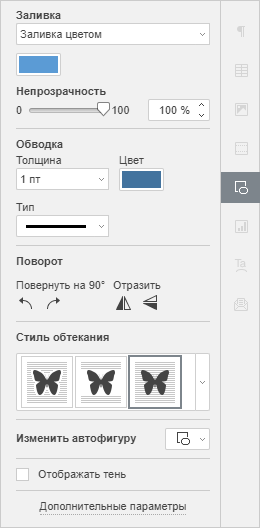 Заливка
Заливка цветом
Непрозрачность
0 100 100 %
Обводка
Толщина Цвет
1 пт
Тип
Поворот
Повернуть на 90° Отразить
Стиль обтекания
Изменить автофигуру
Отображать тень
Дополнительные параметры